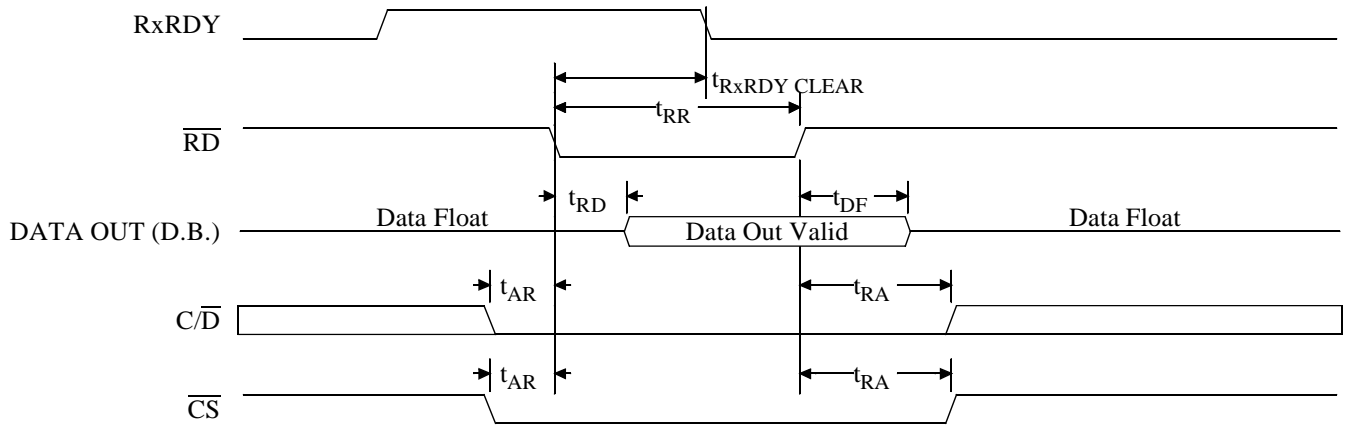 RxRDY
tRxRDY CLEAR
tRR
RD
tRD
tDF
DATA OUT (D.B.)
Data Float
Data Out Valid
Data Float
tAR
tRA
C/D
tAR
tRA
CS